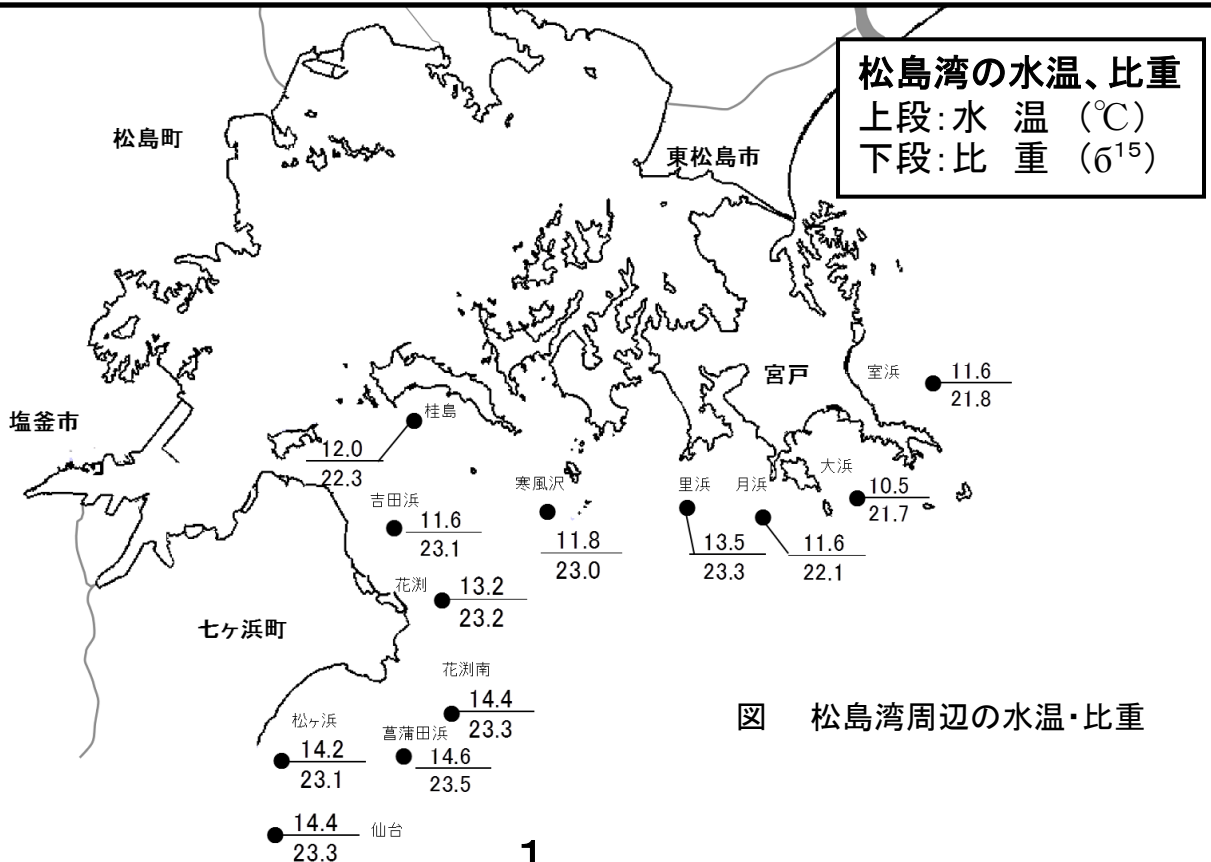 松島湾の水温、比重
上段:水 温 (℃)
下段:比 重 (б¹⁵)
松島町
東松島市
宮戸
室浜
11.6
21.8
塩釜市
桂島
12.0
22.3
大浜
10.5
21.7
吉田浜
11.6
23.1
寒風沢
11.8
23.0
里浜
13.5
23.3
月浜
11.6
22.1
花渕
13.2
23.2
七ヶ浜町
花渕南
14.4
23.3
松ヶ浜
14.2
23.1
菖蒲田浜
14.6
23.5
仙台
14.4
23.3
図 松島湾周辺の水温・比重
1